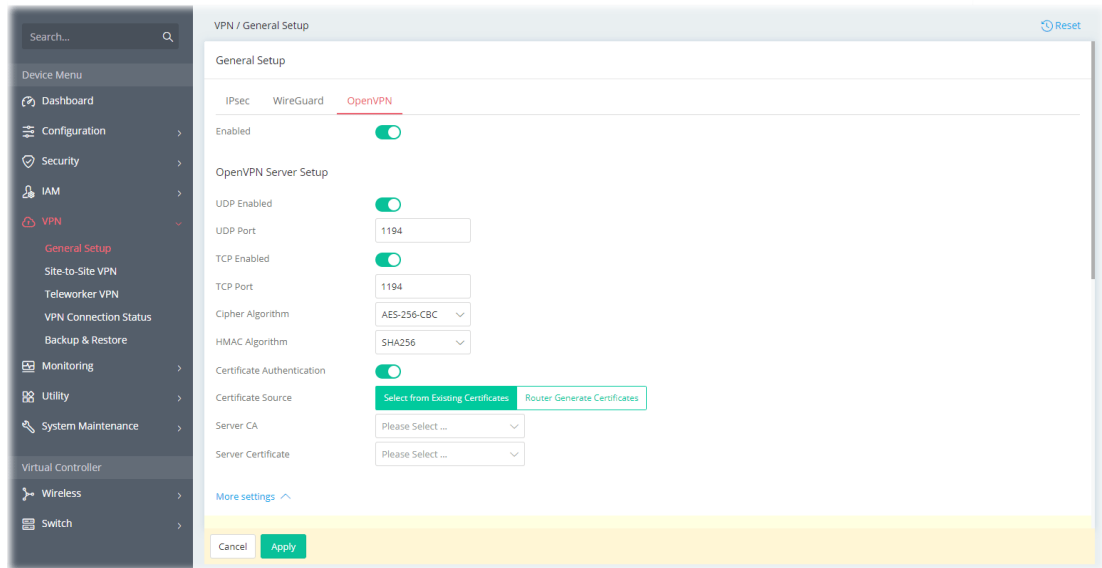 Search...
Device Menu
Dashboard
Configuration
Security
IAM
VPN
General Setup
Site-to-Site VPN
Teleworker VPN
VPN Connection Status
Backup & Restore
Monitoring
Utility
System Maintenance
Virtual Controller
Wireless
Switch
VPN / General Setup
Reset
General Setup
IPsec WireGuard OpenVPN
Enabled
OpenVPN Server Setup
UDP Enabled
UDP Port 1194
TCP Enabled
TCP Port 1194
Cipher Algorithm AES-256-CBC
HMAC Algorithm SHA256
Certificate Authentication
Certificate Source Select from Existing Certificates Router Generate Certificates
Server CA Please Select ...
Server Certificate Please Select ...
More settings
Cancel Apply